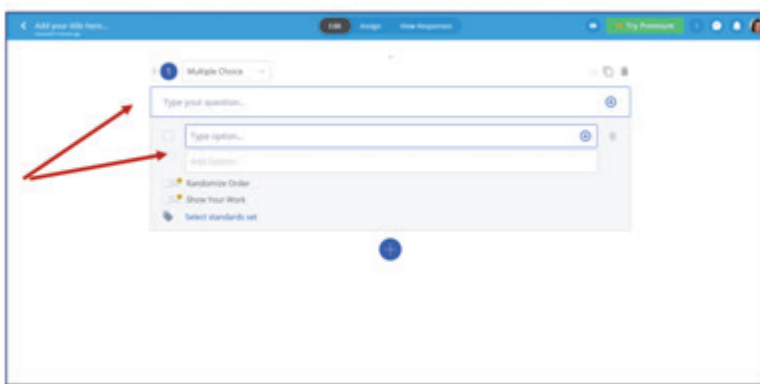 Add your title here...
Edit Assign View Responses
Try Premium
1 Multiple Choice
Type your question...
Type option...
Add Option
Randomize Order
Show Your Work
Select standards set